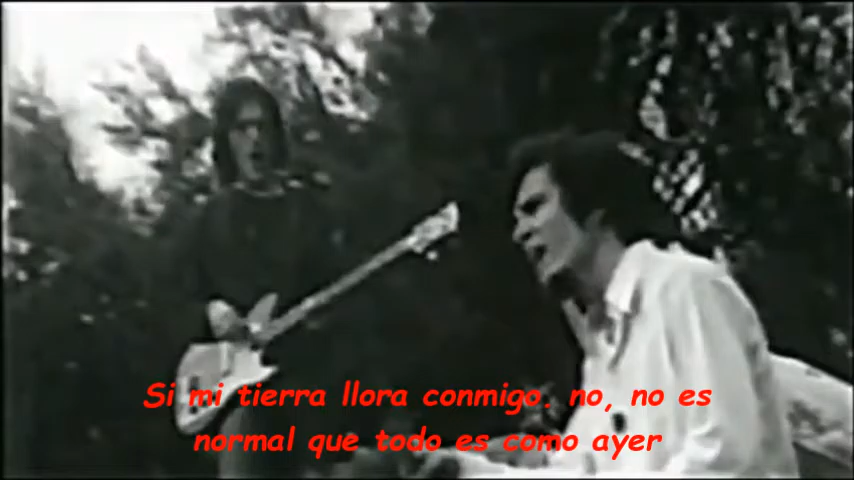 Si mi tierra llora conmigo. no, no es
normal que todo es como ayer